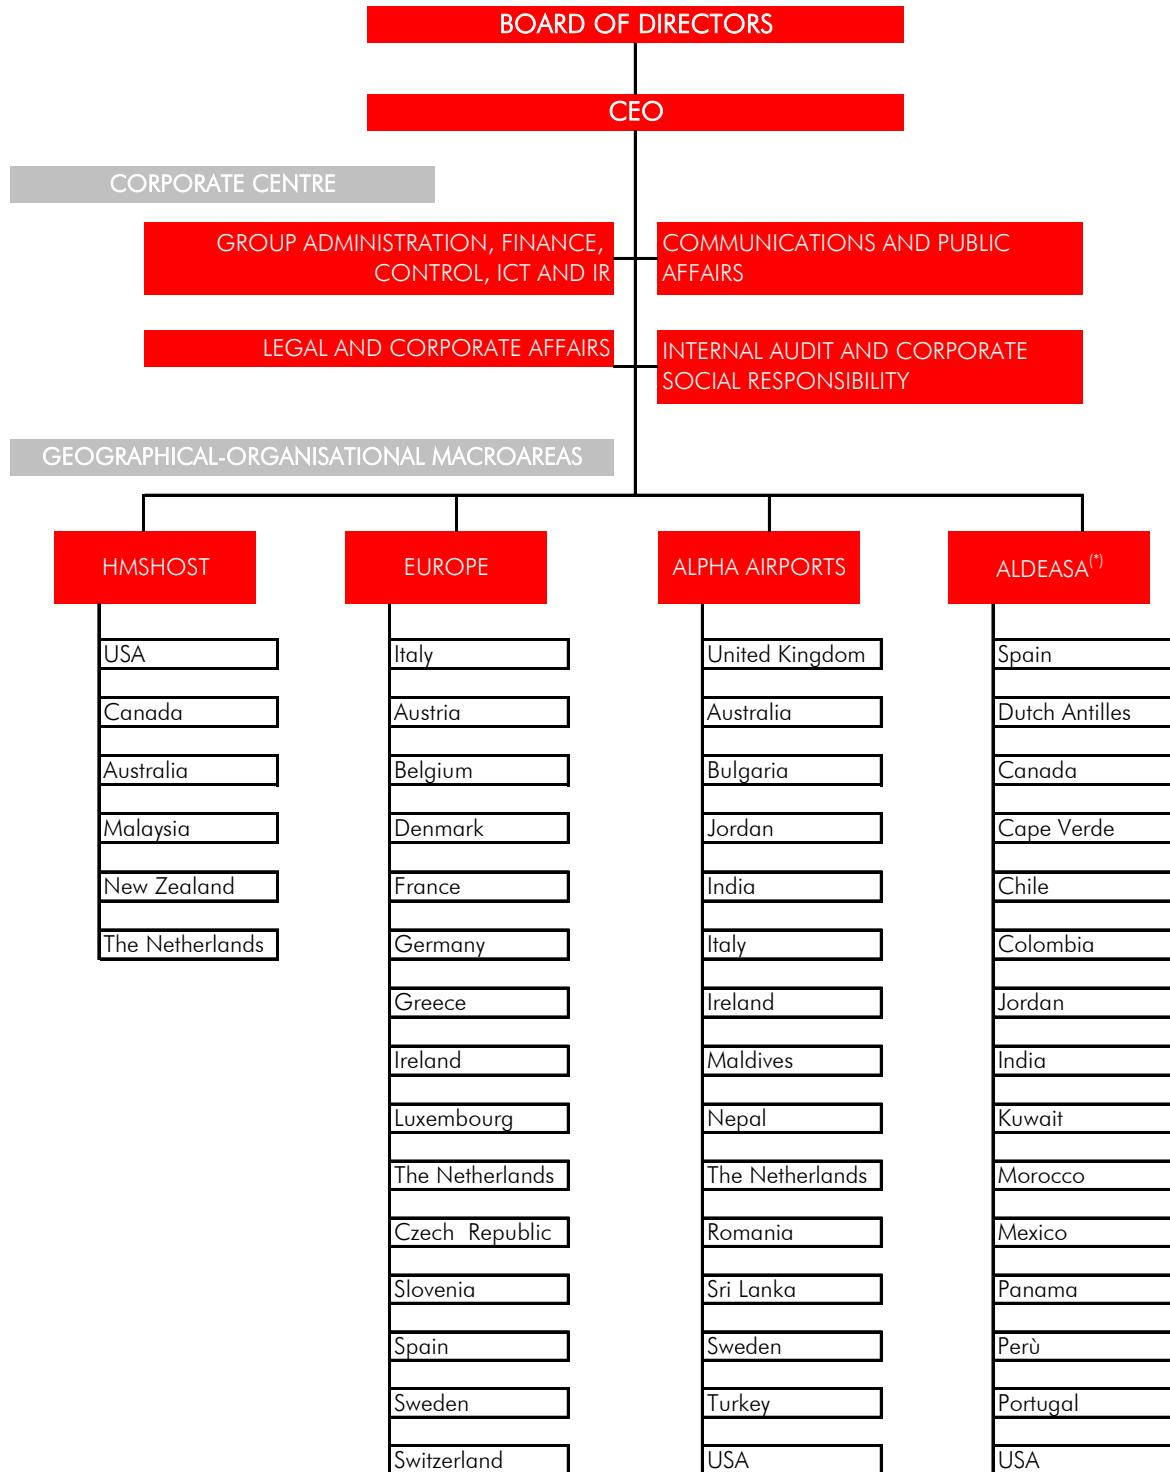 BOARD OF DIRECTORS
CEO
CORPORATE CENTRE
GROUP ADMINISTRATION, FINANCE,
CONTROL, ICT AND IR
COMMUNICATIONS AND PUBLIC
AFFAIRS
LEGAL AND CORPORATE AFFAIRS
INTERNAL AUDIT AND CORPORATE
SOCIAL RESPONSIBILITY
GEOGRAPHICAL-ORGANISATIONAL MACROAREAS
HMSHOST
USA
Canada
Australia
Malaysia
New Zealand
The Netherlands
EUROPE
Italy
Austria
Belgium
Denmark
France
Germany
Greece
Ireland
Luxembourg
The Netherlands
Czech Republic
Slovenia
Spain
Sweden
Switzerland
ALPHA AIRPORTS
United Kingdom
Australia
Bulgaria
Jordan
India
Italy
Ireland
Maldives
Nepal
The Netherlands
Romania
Sri Lanka
Sweden
Turkey
USA
ALDEASA(*)
Spain
Dutch Antilles
Canada
Cape Verde
Chile
Colombia
Jordan
India
Kuwait
Morocco
Mexico
Panama
Perù
Portugal
USA